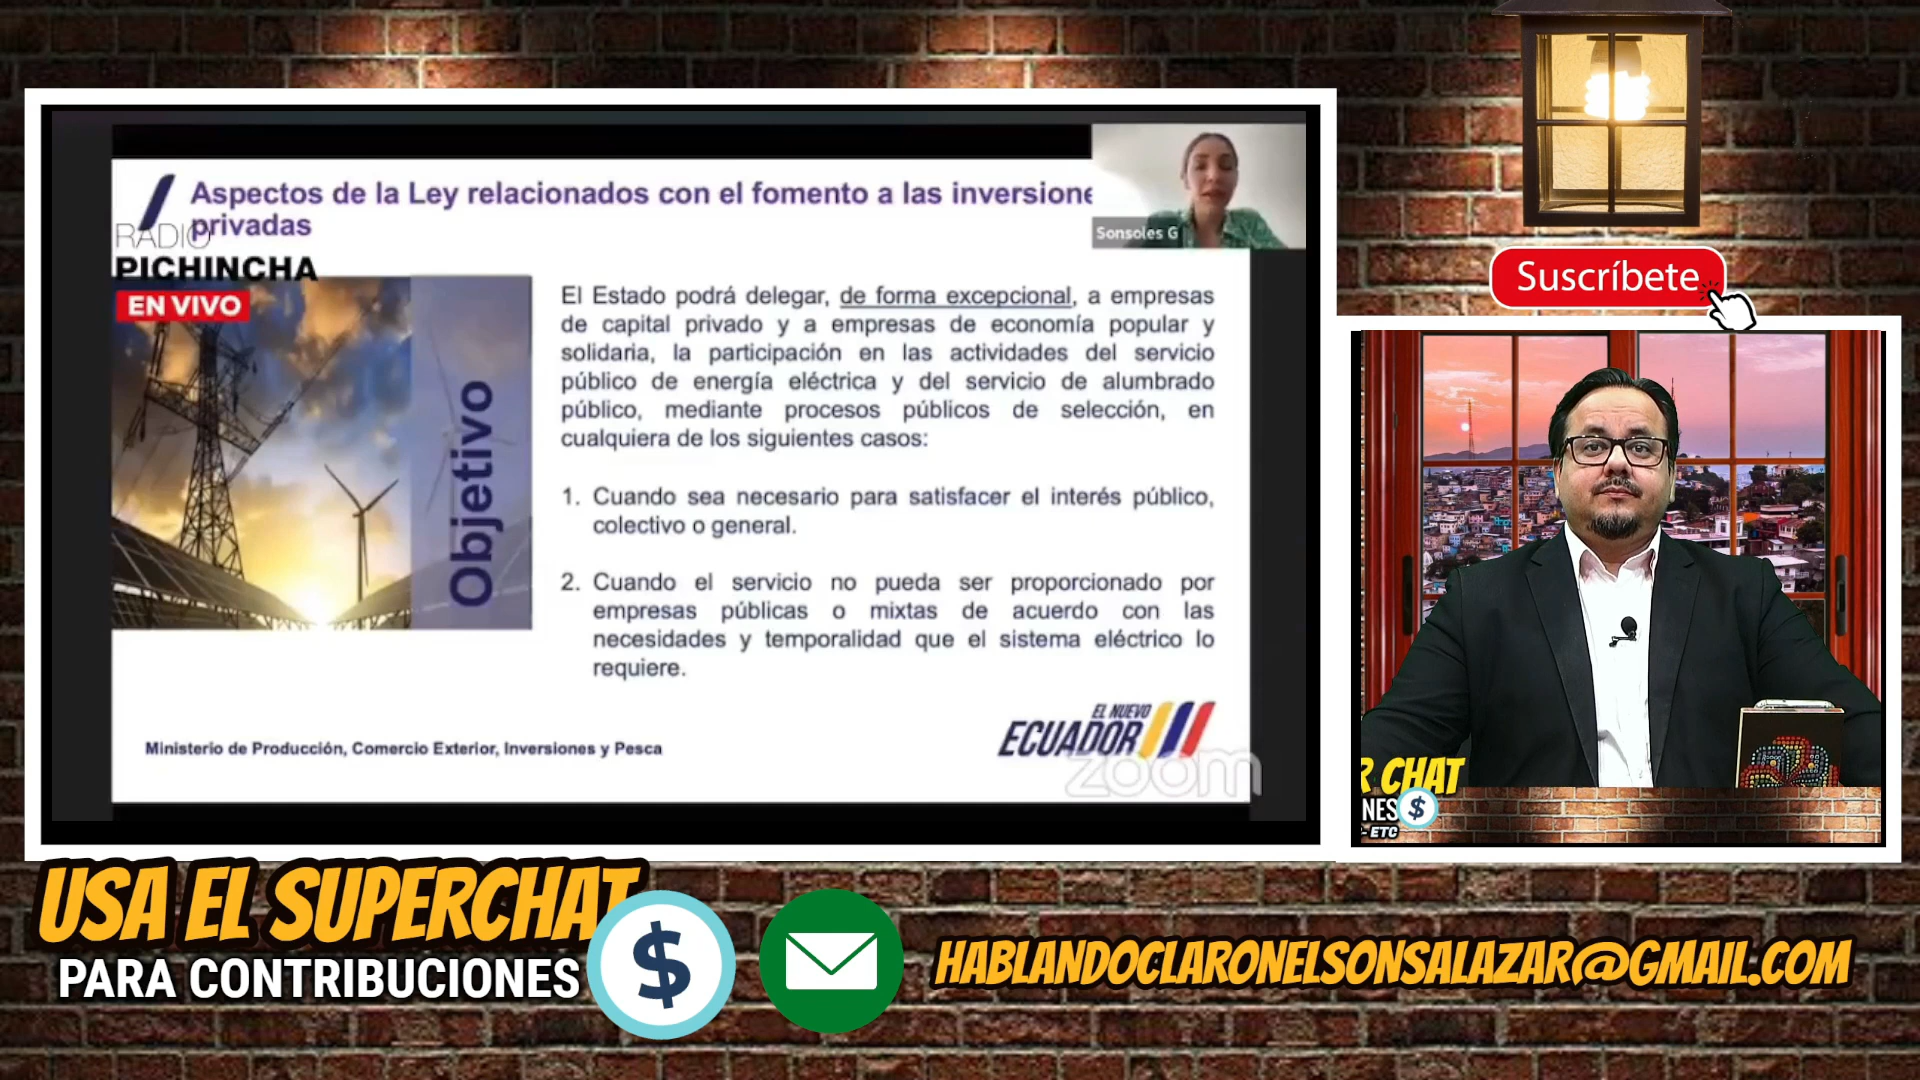 Aspectos de la Ley relacionados con el fomento a las inversione
privadas
RADIO
PICHINCHA
EN VIVO
Sonsoles G
Objetivo
El Estado podrá delegar, de forma excepcional, a empresas
de capital privado y a empresas de economía popular y
solidaria, la participación en las actividades del servicio
público de energía eléctrica y del servicio de alumbrado
público, mediante procesos públicos de selección, en
cualquiera de los siguientes casos:
1. Cuando sea necesario para satisfacer el interés público,
colectivo o general.
2. Cuando el servicio no pueda ser proporcionado por
empresas públicas o mixtas de acuerdo con las
necesidades y temporalidad que el sistema eléctrico lo
requiere.
Ministerio de Producción, Comercio Exterior, Inversiones y Pesca
EL NUEVO
ECUADOR
zoom
Suscríbete
R CHAT
NES $
- ETC
USA EL SUPERCHAT
PARA CONTRIBUCIONES $
HABLANDOCLARONELSONSALAZAR@GMAIL.COM